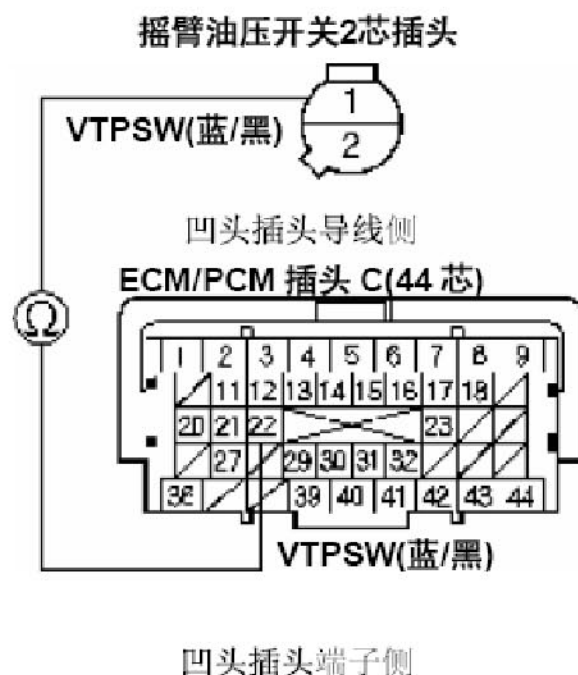 摇臂油压开关2芯插头
1
VTPSW(蓝/黑)
2
凹头插头导线侧
ECM/PCM 插头 C(44 芯)
Ω
1 2 3 4 5 6 7 8 9
11 12 13 14 15 16 17 18
20 21 22 23
27 29 30 31 32
36 39 40 41 42 43 44
VTPSW(蓝/黑)
凹头插头端子侧